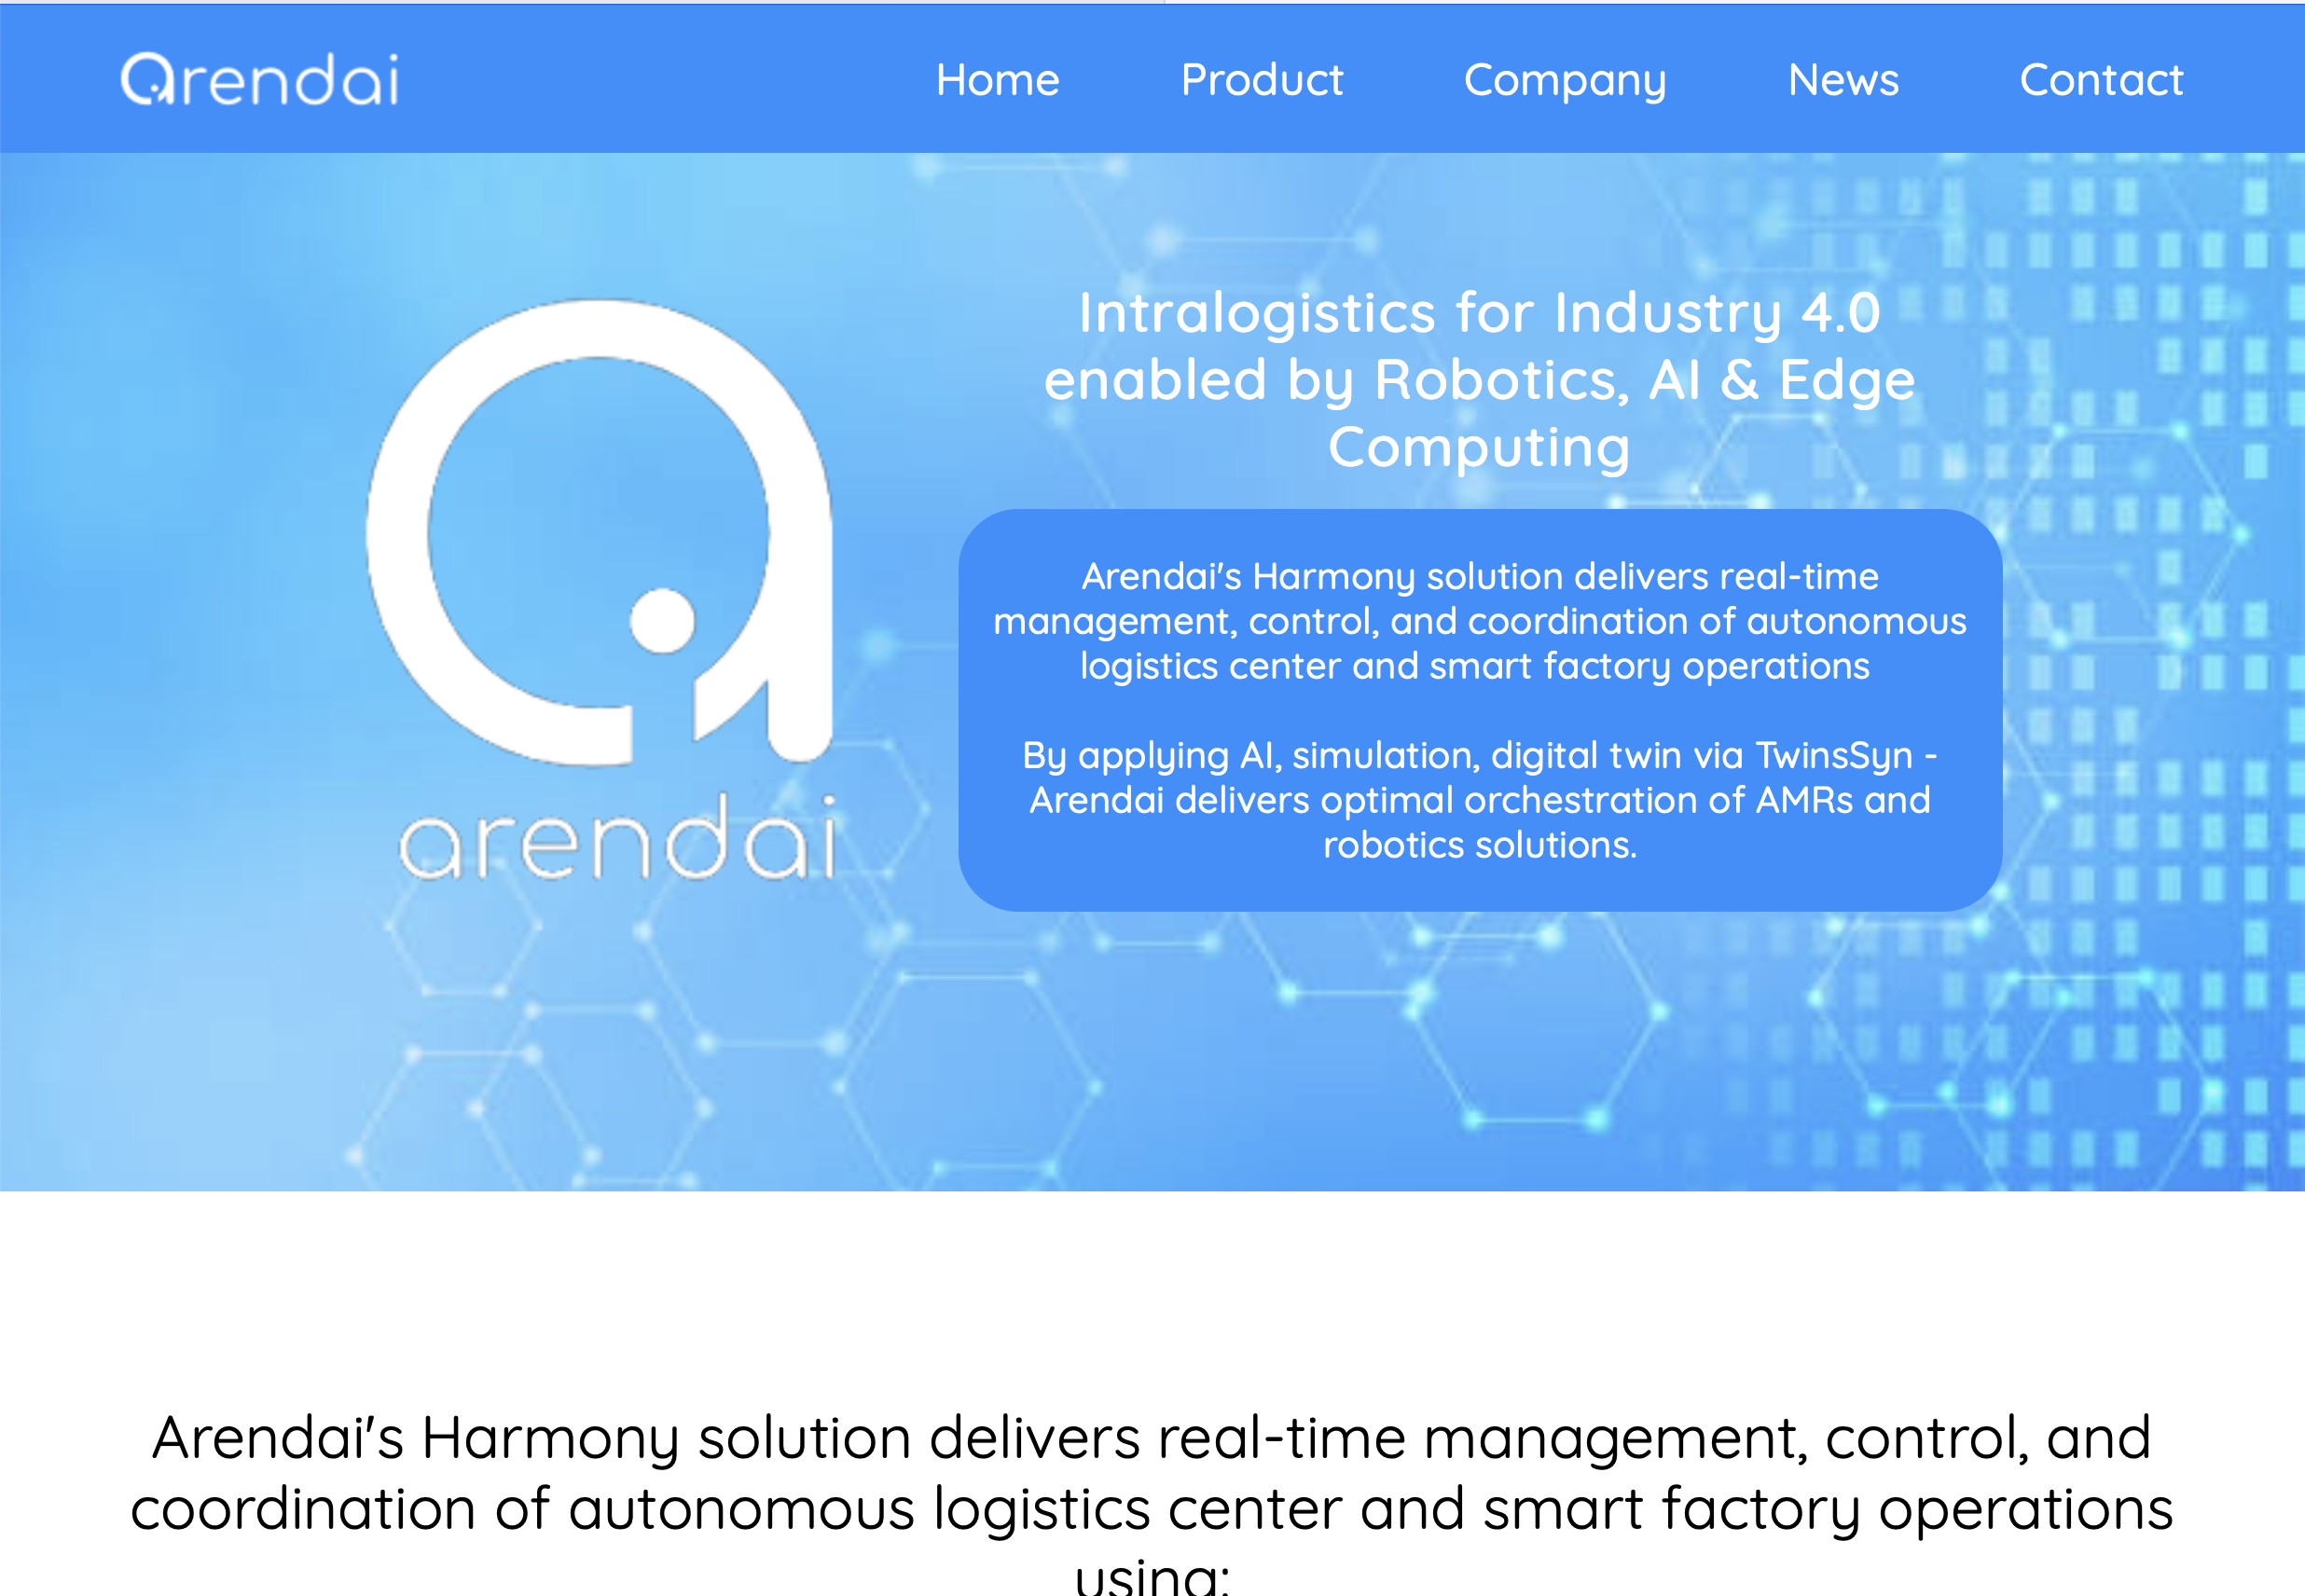 arendai
Home Product Company News Contact
Intralogistics for Industry 4.0
enabled by Robotics, AI & Edge
Computing
arendai
Arendai's Harmony solution delivers real-time
management, control, and coordination of autonomous
logistics center and smart factory operations
By applying AI, simulation, digital twin via TwinsSyn -
Arendai delivers optimal orchestration of AMRs and
robotics solutions.
Arendai's Harmony solution delivers real-time management, control, and
coordination of autonomous logistics center and smart factory operations
using: